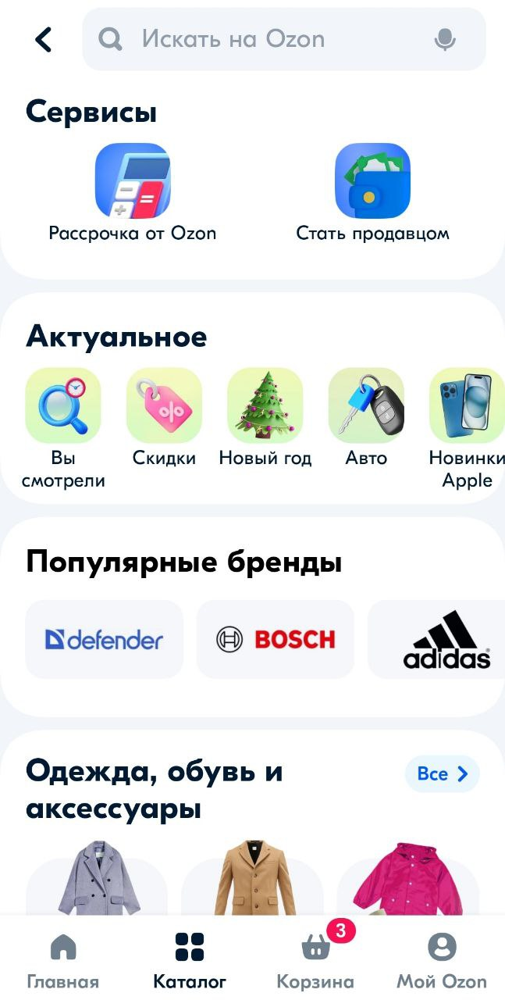 Искать на Ozon
Сервисы
Рассрочка от Ozon
Стать продавцом
Актуальное
Вы
смотрели
Скидки
Новый год
Авто
Новинки
Apple
Популярные бренды
defender
BOSCH
adidas
Одежда, обувь и
аксессуары
Все
3
Главная
Каталог
Корзина
Мой Ozon